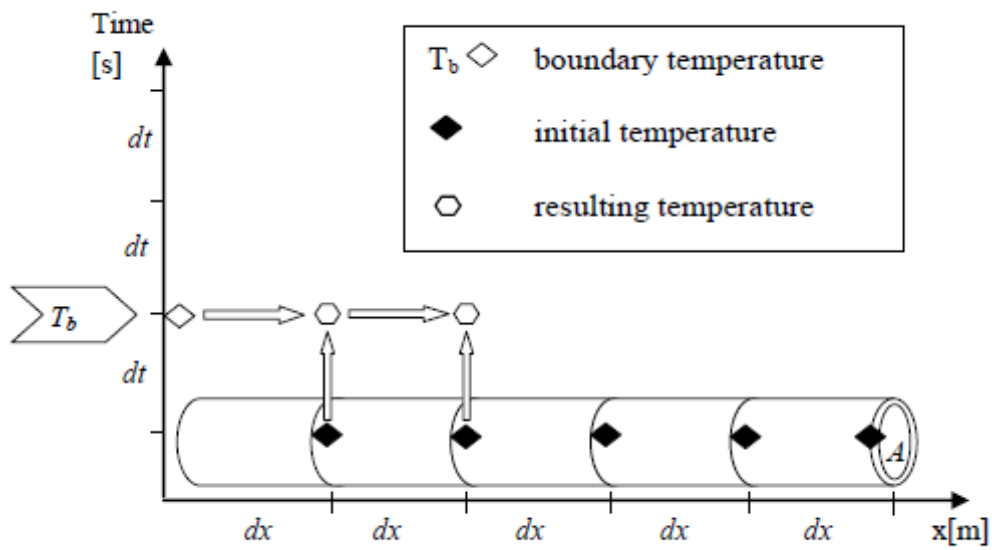 Time
[s]
T_b boundary temperature
initial temperature
resulting temperature
dt
dt
T_b
dt
A
dx dx dx dx dx x[m]